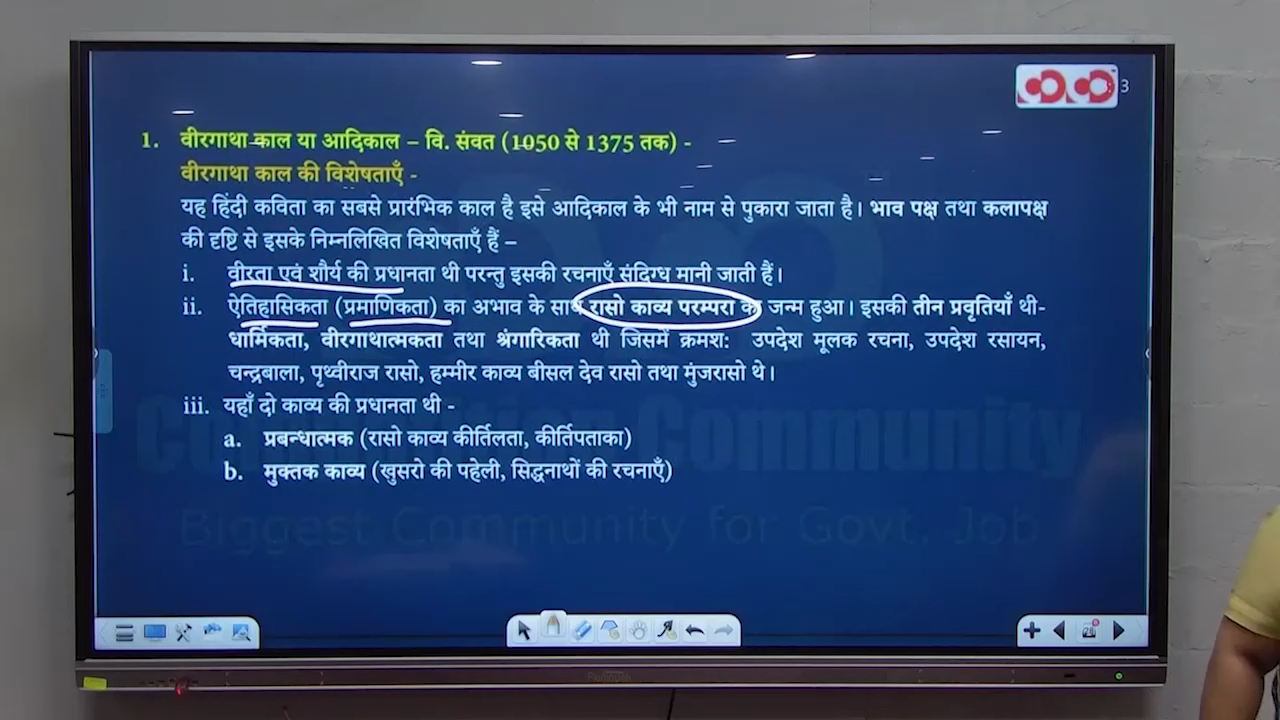 3
1. वीरगाथा काल या आदिकाल – वि. संवत (1050 से 1375 तक) -
वीरगाथा काल की विशेषताएँ -
यह हिंदी कविता का सबसे प्रारंभिक काल है इसे आदिकाल के भी नाम से पुकारा जाता है। भाव पक्ष तथा कलापक्ष
की दृष्टि से इसके निम्नलिखित विशेषताएँ हैं –
i. वीरता एवं शौर्य की प्रधानता थी परन्तु इसकी रचनाएँ संदिग्ध मानी जाती हैं।
ii. ऐतिहासिकता (प्रमाणिकता) का अभाव के साथ रासो काव्य परम्परा का जन्म हुआ। इसकी तीन प्रवृतियाँ थी-
धार्मिकता, वीरगाथात्मकता तथा श्रंगारिकता थी जिसमें क्रमश: उपदेश मूलक रचना, उपदेश रसायन,
चन्द्रबाला, पृथ्वीराज रासो, हम्मीर काव्य बीसल देव रासो तथा मुंजरासो थे।
iii. यहाँ दो काव्य की प्रधानता थी -
a. प्रबन्धात्मक (रासो काव्य कीर्तिलता, कीर्तिपताका)
b. मुक्तक काव्य (खुसरो की पहेली, सिद्धनाथों की रचनाएँ)
Community
Biggest Community for Govt. Job